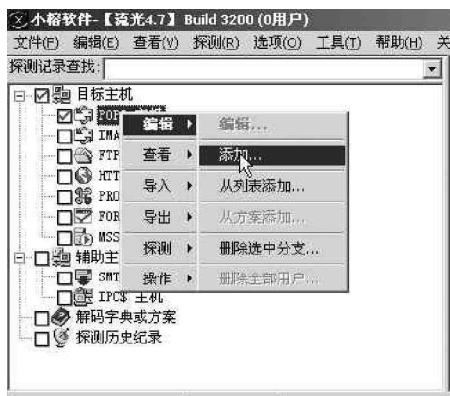 小榕软件-【流光4.7】 Build 3200 (0用户)
文件(F) 编辑(E) 查看(V) 探测(R) 选项(O) 工具(T) 帮助(H) 关
探测记录查找:
目标主机
POP
编辑 编辑...
IMA
查看 添加...
FTP
HTT
导入 从列表添加...
PRO
FOR
导出 从方案添加...
MSS
探测 删除选中分支...
辅助主
SMT
操作 删除全部用户...
IPC$ 主机
解码字典或方案
探测历史纪录